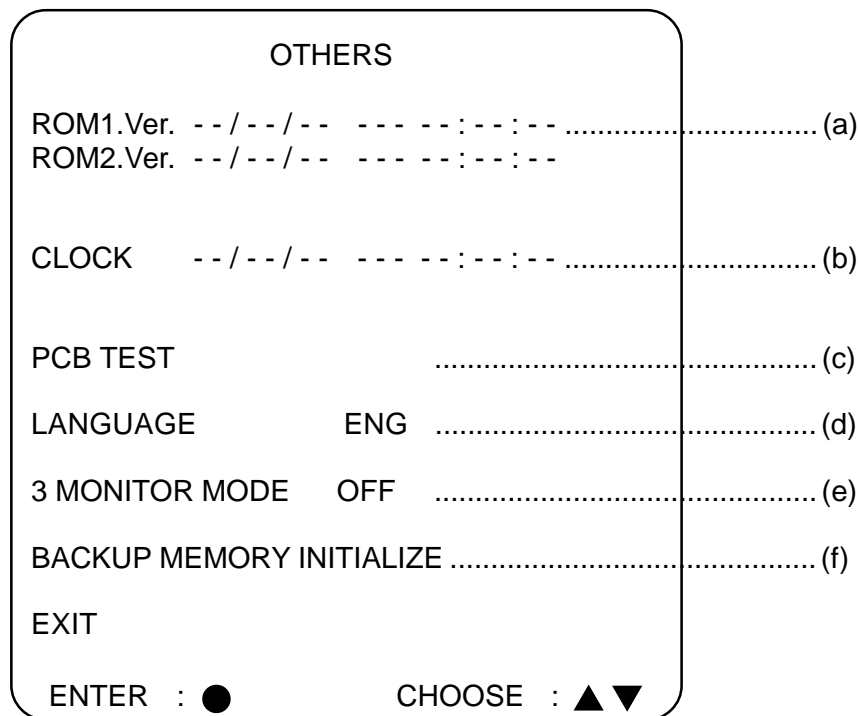 OTHERS
ROM1.Ver. - - / - - / - -   - - -  - - : - - : - - ............................... (a)
ROM2.Ver. - - / - - / - -   - - -  - - : - - : - -
CLOCK - - / - - / - -   - - -  - - : - - : - - ............................... (b)
PCB TEST ............................................... (c)
LANGUAGE ENG ............................................... (d)
3 MONITOR MODE OFF ............................................... (e)
BACKUP MEMORY INITIALIZE ............................................. (f)
EXIT
ENTER : ● CHOOSE : ▲▼